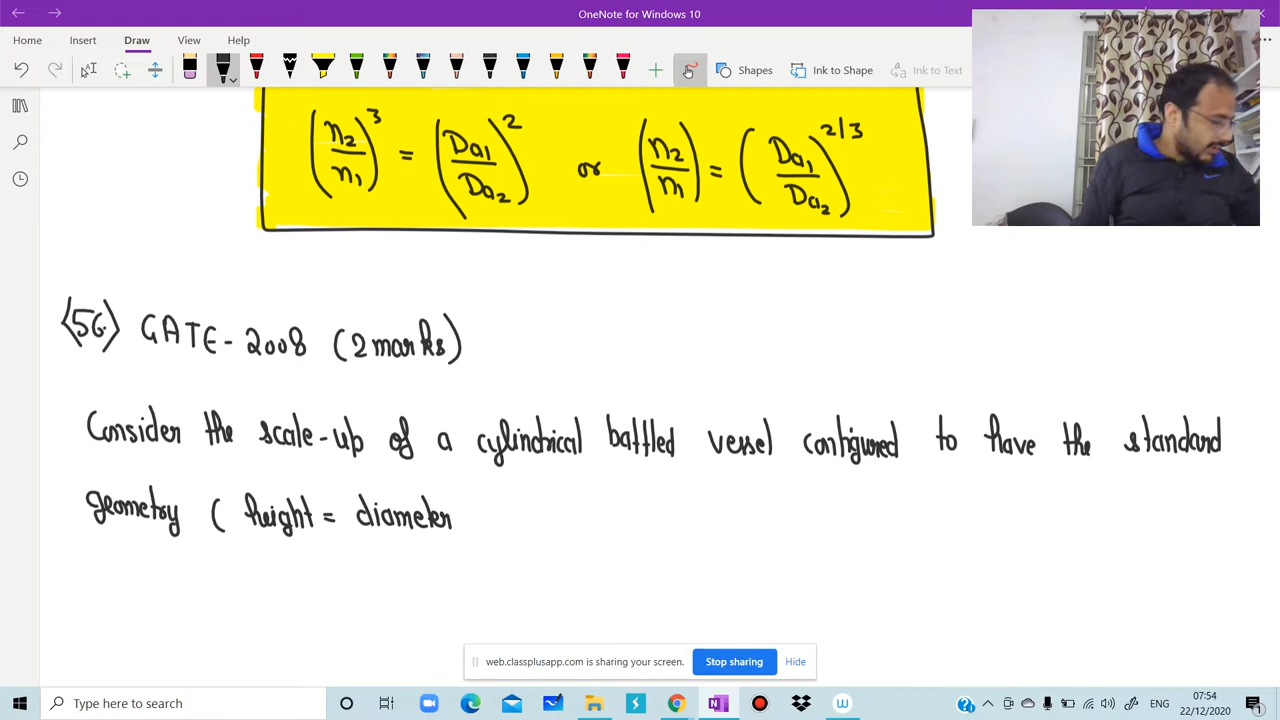 OneNote for Windows 10
Home Insert Draw View Help
Shapes Ink to Shape Ink to Text
(n2/n1)^3 = (Da1/Da2)^2 or (n2/n1) = (Da1/Da2)^2/3
<56> GATE-2008 (2 marks)
Consider the scale-up of a cylindrical baffled vessel configured to have the standard
geometry ( height = diameter
web.classplusapp.com is sharing your screen. Stop sharing Hide
Type here to search
ENG
07:54
22/12/2020